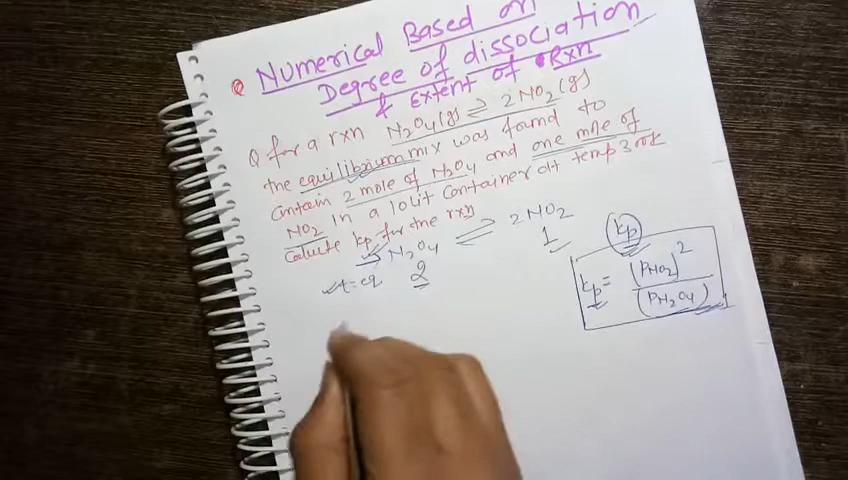 Numerical Based on
Degree of dissociation
& Extent of Rxn
Q for a rxn N₂O₄(g) ⇌ 2NO₂(g)
the equilibrium mix was found to
contain 2 mole of N₂O₄ and one mole of
NO₂ in a 10 lit container at temp 300K
Calculate kp for the rxn
N₂O₄ ⇌ 2NO₂
t=eq 2 1
kp
kp = (PNO₂)² / (PN₂O₄)